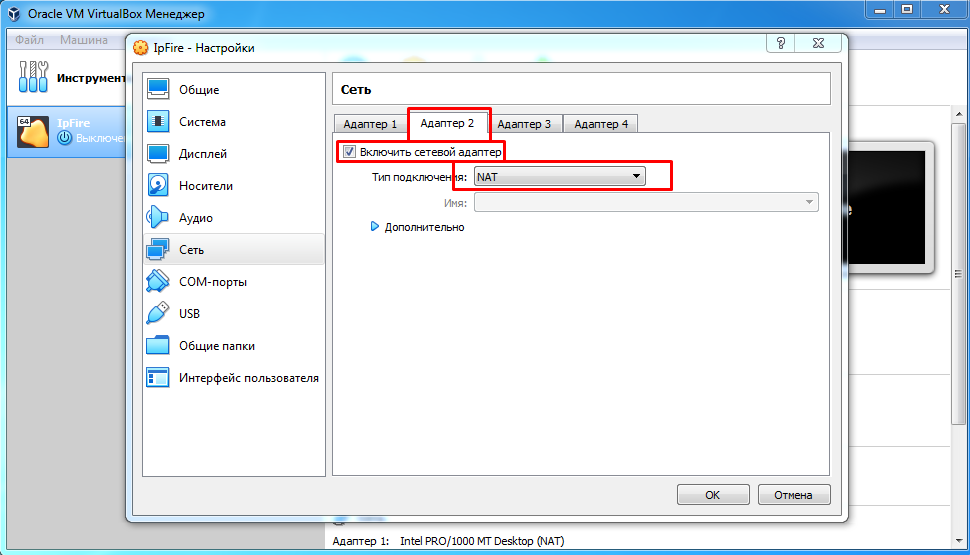 Oracle VM VirtualBox Менеджер
Файл Машина
IpFire - Настройки
Инструмент
64
IpFire
Выключе
Общие
Система
Дисплей
Носители
Аудио
Сеть
COM-порты
USB
Общие папки
Интерфейс пользователя
Сеть
Адаптер 1 Адаптер 2 Адаптер 3 Адаптер 4
Включить сетевой адаптер
Тип подключения: NAT
Имя:
Дополнительно
OK Отмена
Адаптер 1: Intel PRO/1000 MT Desktop (NAT)